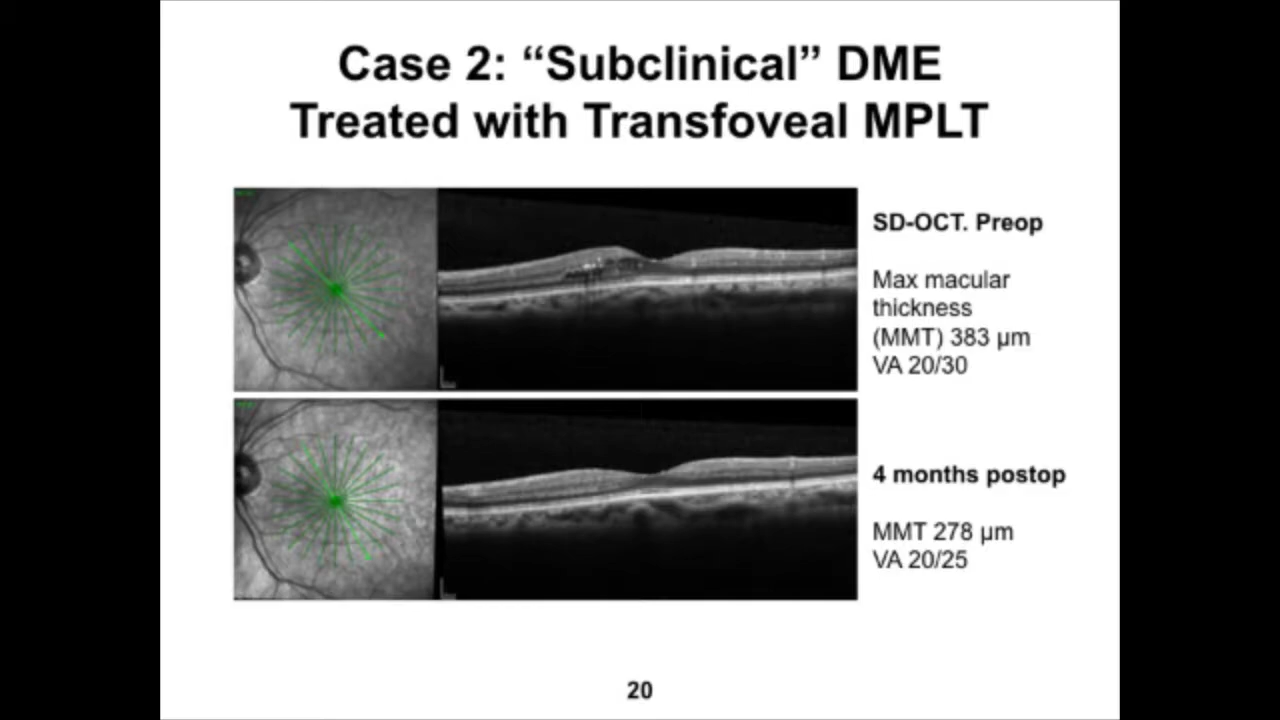 Case 2: “Subclinical” DME
Treated with Transfoveal MPLT
SD-OCT. Preop
Max macular
thickness
(MMT) 383 µm
VA 20/30
4 months postop
MMT 278 µm
VA 20/25
20